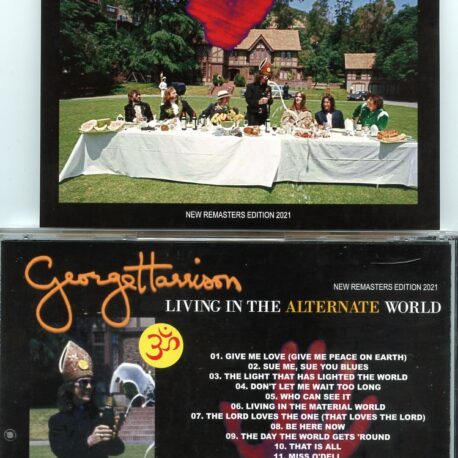 NEW REMASTERS EDITION 2021
George Harrison
NEW REMASTERS EDITION 2021
LIVING IN THE ALTERNATE WORLD
ॐ
01. GIVE ME LOVE (GIVE ME PEACE ON EARTH)
02. SUE ME, SUE YOU BLUES
03. THE LIGHT THAT HAS LIGHTED THE WORLD
04. DON'T LET ME WAIT TOO LONG
05. WHO CAN SEE IT
06. LIVING IN THE MATERIAL WORLD
07. THE LORD LOVES THE ONE (THAT LOVES THE LORD)
08. BE HERE NOW
09. THE DAY THE WORLD GETS 'ROUND
10. THAT IS ALL
11. MISS O'DELL